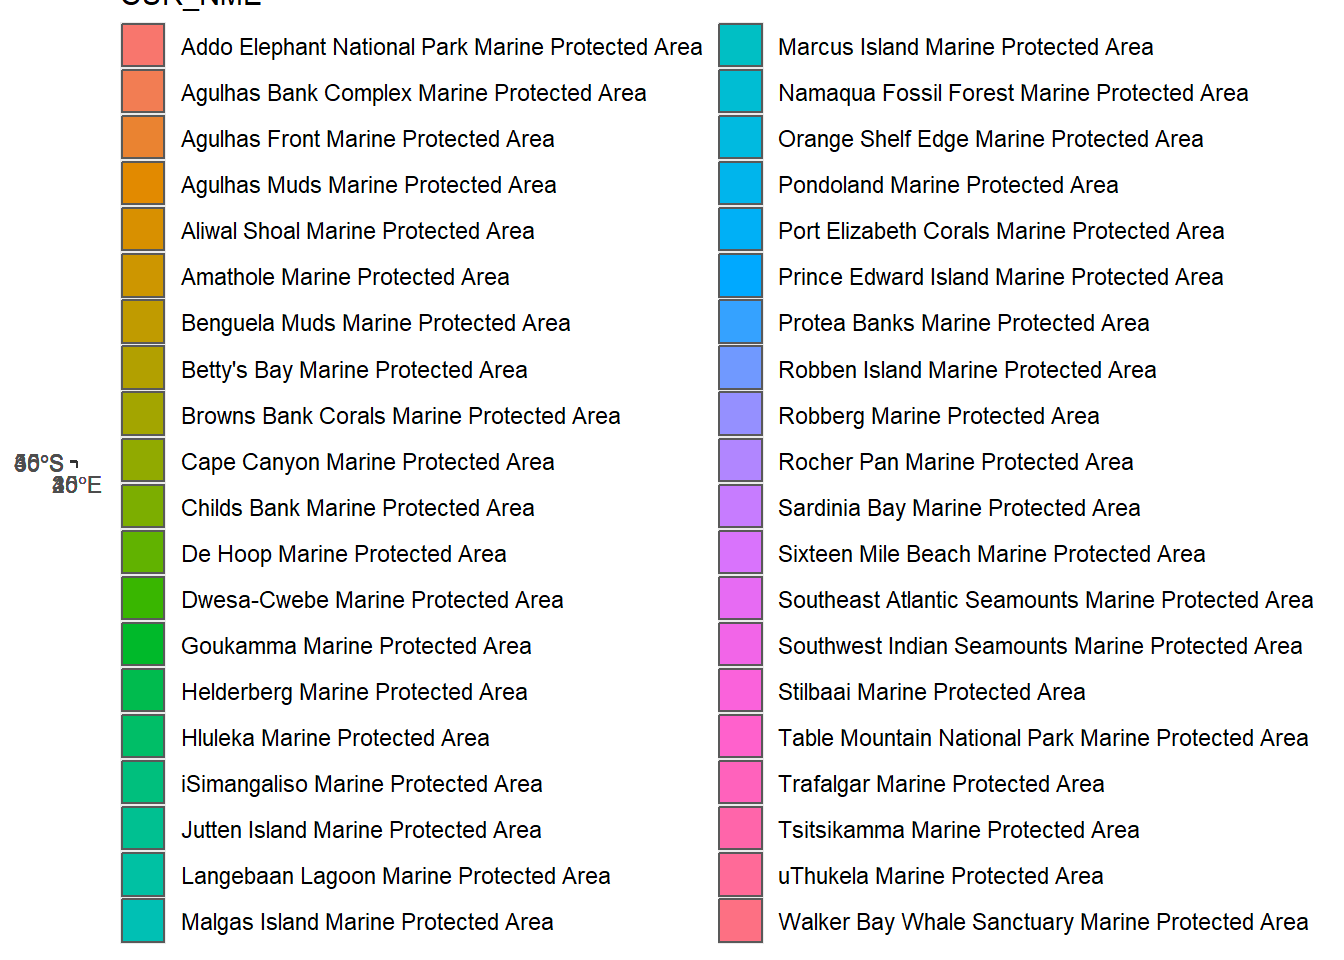 CUR_NME
Addo Elephant National Park Marine Protected Area
Agulhas Bank Complex Marine Protected Area
Agulhas Front Marine Protected Area
Agulhas Muds Marine Protected Area
Aliwal Shoal Marine Protected Area
Amathole Marine Protected Area
Benguela Muds Marine Protected Area
Betty's Bay Marine Protected Area
Browns Bank Corals Marine Protected Area
Cape Canyon Marine Protected Area
Childs Bank Marine Protected Area
De Hoop Marine Protected Area
Dwesa-Cwebe Marine Protected Area
Goukamma Marine Protected Area
Helderberg Marine Protected Area
Hluleka Marine Protected Area
iSimangaliso Marine Protected Area
Jutten Island Marine Protected Area
Langebaan Lagoon Marine Protected Area
Malgas Island Marine Protected Area
Marcus Island Marine Protected Area
Namaqua Fossil Forest Marine Protected Area
Orange Shelf Edge Marine Protected Area
Pondoland Marine Protected Area
Port Elizabeth Corals Marine Protected Area
Prince Edward Island Marine Protected Area
Protea Banks Marine Protected Area
Robben Island Marine Protected Area
Robberg Marine Protected Area
Rocher Pan Marine Protected Area
Sardinia Bay Marine Protected Area
Sixteen Mile Beach Marine Protected Area
Southeast Atlantic Seamounts Marine Protected Area
Southwest Indian Seamounts Marine Protected Area
Stilbaai Marine Protected Area
Table Mountain National Park Marine Protected Area
Trafalgar Marine Protected Area
Tsitsikamma Marine Protected Area
uThukela Marine Protected Area
Walker Bay Whale Sanctuary Marine Protected Area